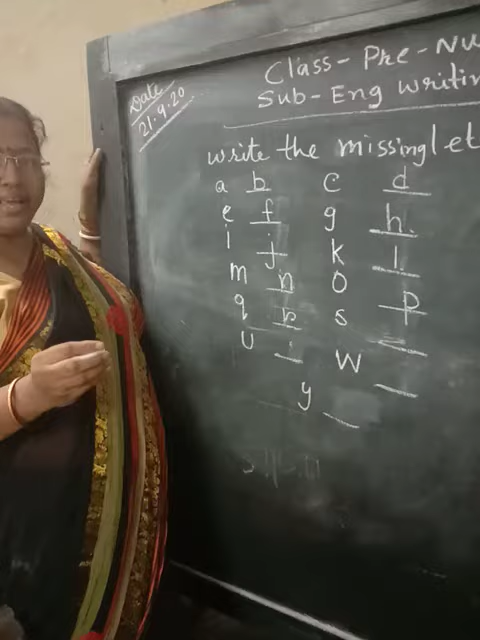 Date
21.9.20
Class - Pre - Nu
Sub - Eng writin
write the missing let
a b c d
e f g h.
i j k l.
m n o p
q r s
u w
y